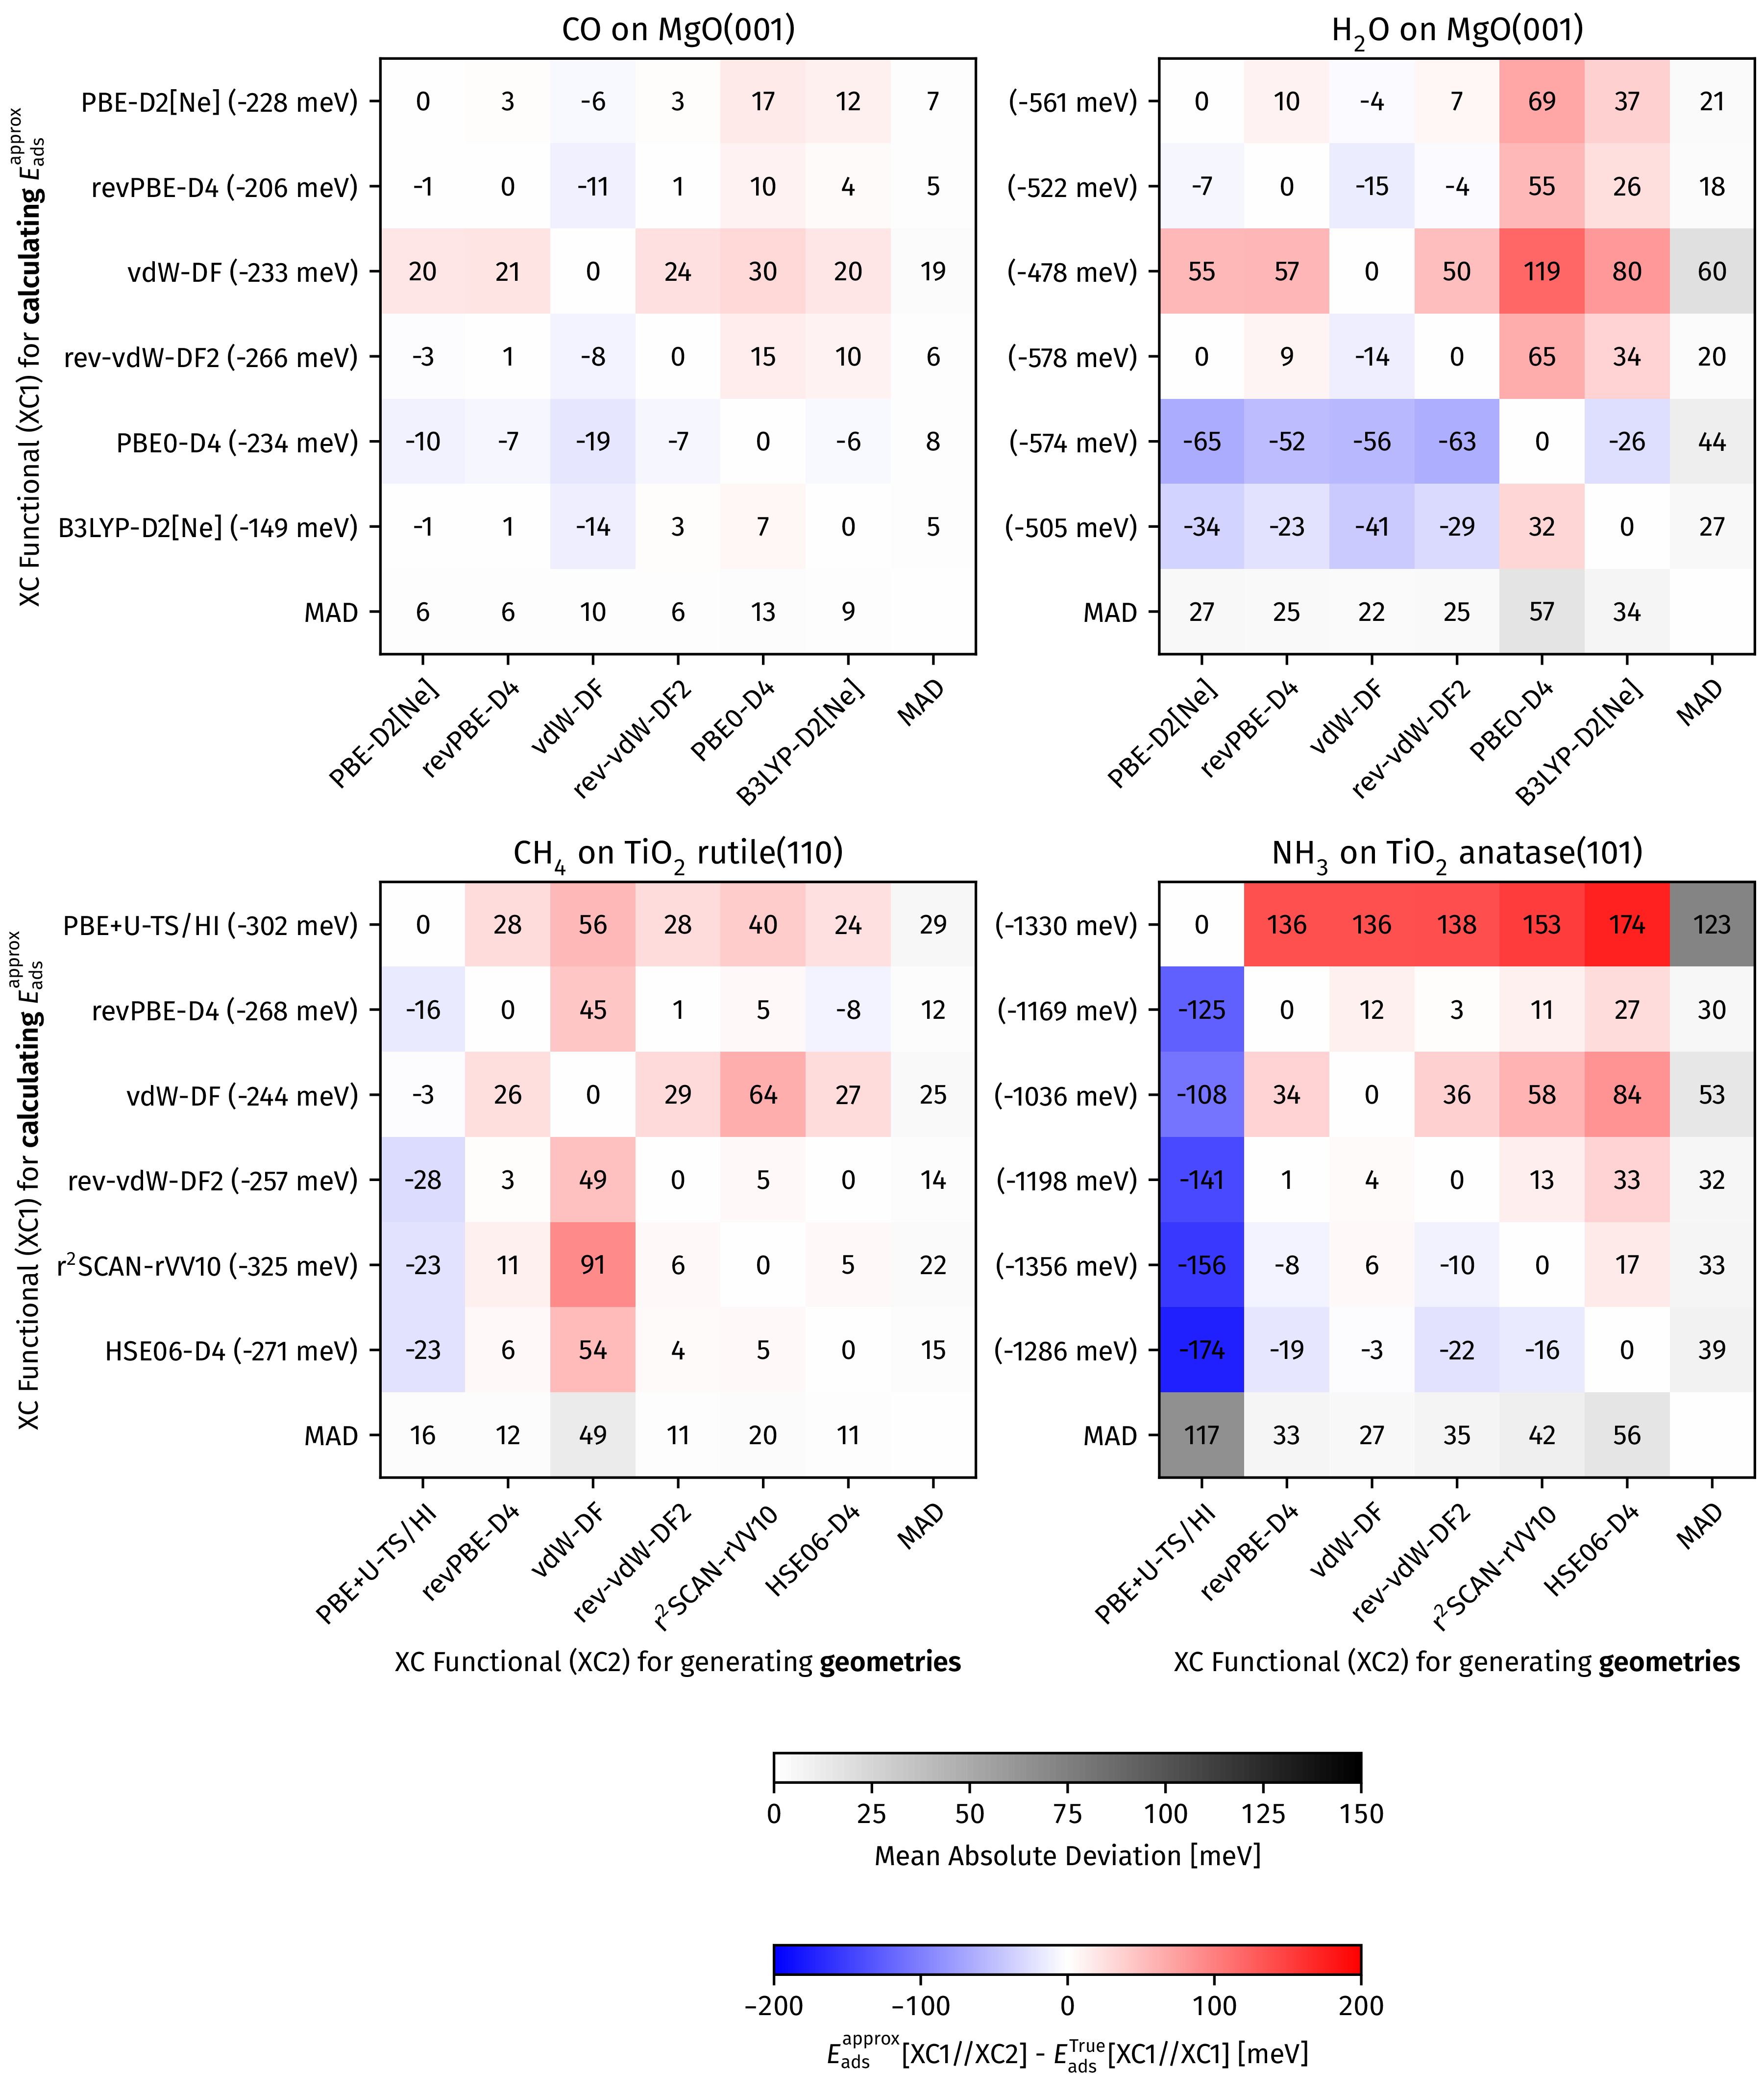 CO on MgO(001)
XC Functional (XC1) for calculating E_ads^approx
PBE-D2[Ne] (-228 meV) 0 3 -6 3 17 12 7
revPBE-D4 (-206 meV) -1 0 -11 1 10 4 5
vdW-DF (-233 meV) 20 21 0 24 30 20 19
rev-vdW-DF2 (-266 meV) -3 1 -8 0 15 10 6
PBE0-D4 (-234 meV) -10 -7 -19 -7 0 -6 8
B3LYP-D2[Ne] (-149 meV) -1 1 -14 3 7 0 5
MAD 6 6 10 6 13 9
PBE-D2[Ne] revPBE-D4 vdW-DF rev-vdW-DF2 PBE0-D4 B3LYP-D2[Ne] MAD
H₂O on MgO(001)
(-561 meV) 0 10 -4 7 69 37 21
(-522 meV) -7 0 -15 -4 55 26 18
(-478 meV) 55 57 0 50 119 80 60
(-578 meV) 0 9 -14 0 65 34 20
(-574 meV) -65 -52 -56 -63 0 -26 44
(-505 meV) -34 -23 -41 -29 32 0 27
MAD 27 25 22 25 57 34
PBE-D2[Ne] revPBE-D4 vdW-DF rev-vdW-DF2 PBE0-D4 B3LYP-D2[Ne] MAD
CH₄ on TiO₂ rutile(110)
XC Functional (XC1) for calculating E_ads^approx
PBE+U-TS/HI (-302 meV) 0 28 56 28 40 24 29
revPBE-D4 (-268 meV) -16 0 45 1 5 -8 12
vdW-DF (-244 meV) -3 26 0 29 64 27 25
rev-vdW-DF2 (-257 meV) -28 3 49 0 5 0 14
r²SCAN-rVV10 (-325 meV) -23 11 91 6 0 5 22
HSE06-D4 (-271 meV) -23 6 54 4 5 0 15
MAD 16 12 49 11 20 11
PBE+U-TS/HI revPBE-D4 vdW-DF rev-vdW-DF2 r²SCAN-rVV10 HSE06-D4 MAD
XC Functional (XC2) for generating geometries
NH₃ on TiO₂ anatase(101)
(-1330 meV) 0 136 136 138 153 174 123
(-1169 meV) -125 0 12 3 11 27 30
(-1036 meV) -108 34 0 36 58 84 53
(-1198 meV) -141 1 4 0 13 33 32
(-1356 meV) -156 -8 6 -10 0 17 33
(-1286 meV) -174 -19 -3 -22 -16 0 39
MAD 117 33 27 35 42 56
PBE+U-TS/HI revPBE-D4 vdW-DF rev-vdW-DF2 r²SCAN-rVV10 HSE06-D4 MAD
XC Functional (XC2) for generating geometries
0 25 50 75 100 125 150
Mean Absolute Deviation [meV]
−200 −100 0 100 200
E_ads^approx[XC1//XC2] - E_ads^True[XC1//XC1] [meV]